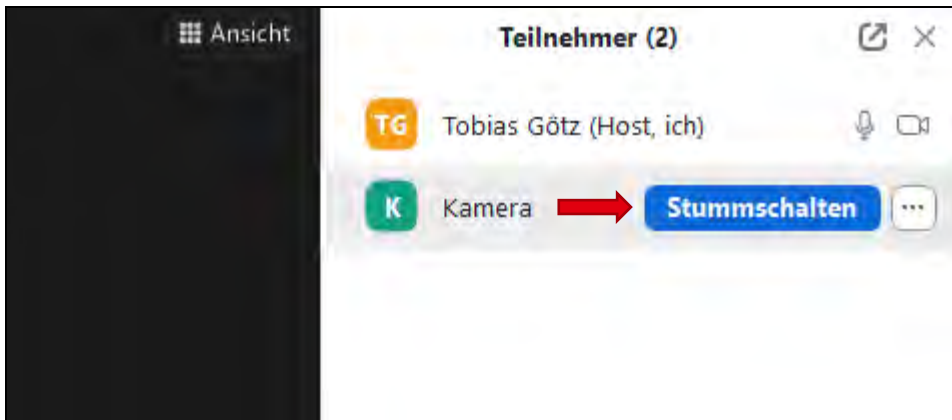 Ansicht
Teilnehmer (2)
TG Tobias Götz (Host, ich)
K Kamera Stummschalten ...